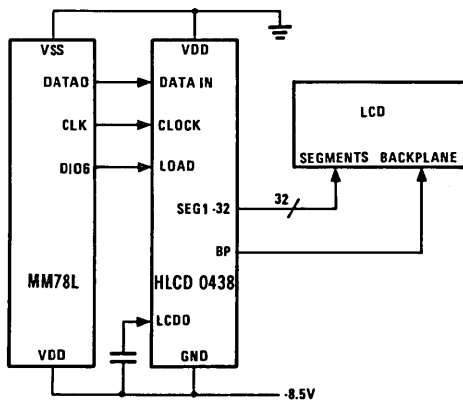 VSS
VDD
DATAO
DATA IN
LCD
CLK
CLOCK
DIO6
LOAD
SEGMENTS BACKPLANE
SEG1-32
32
BP
MM78L
HLCD 0438
LCDO
VDD
GND
-8.5V